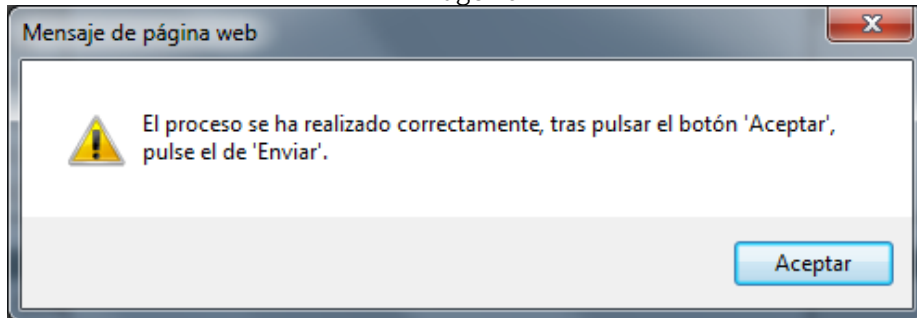 Mensaje de página web
El proceso se ha realizado correctamente, tras pulsar el botón 'Aceptar',
pulse el de 'Enviar'.
Aceptar